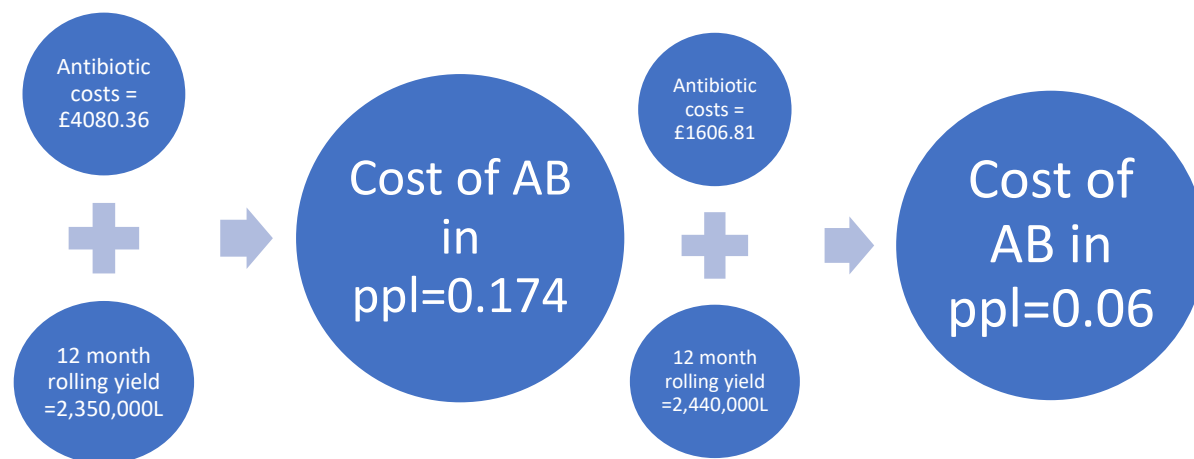 Antibiotic
costs =
£4080.36
12 month
rolling yield
=2,350,000L
Cost of AB
in
ppl=0.174
Antibiotic
costs =
£1606.81
12 month
rolling yield
=2,440,000L
Cost of
AB in
ppl=0.06